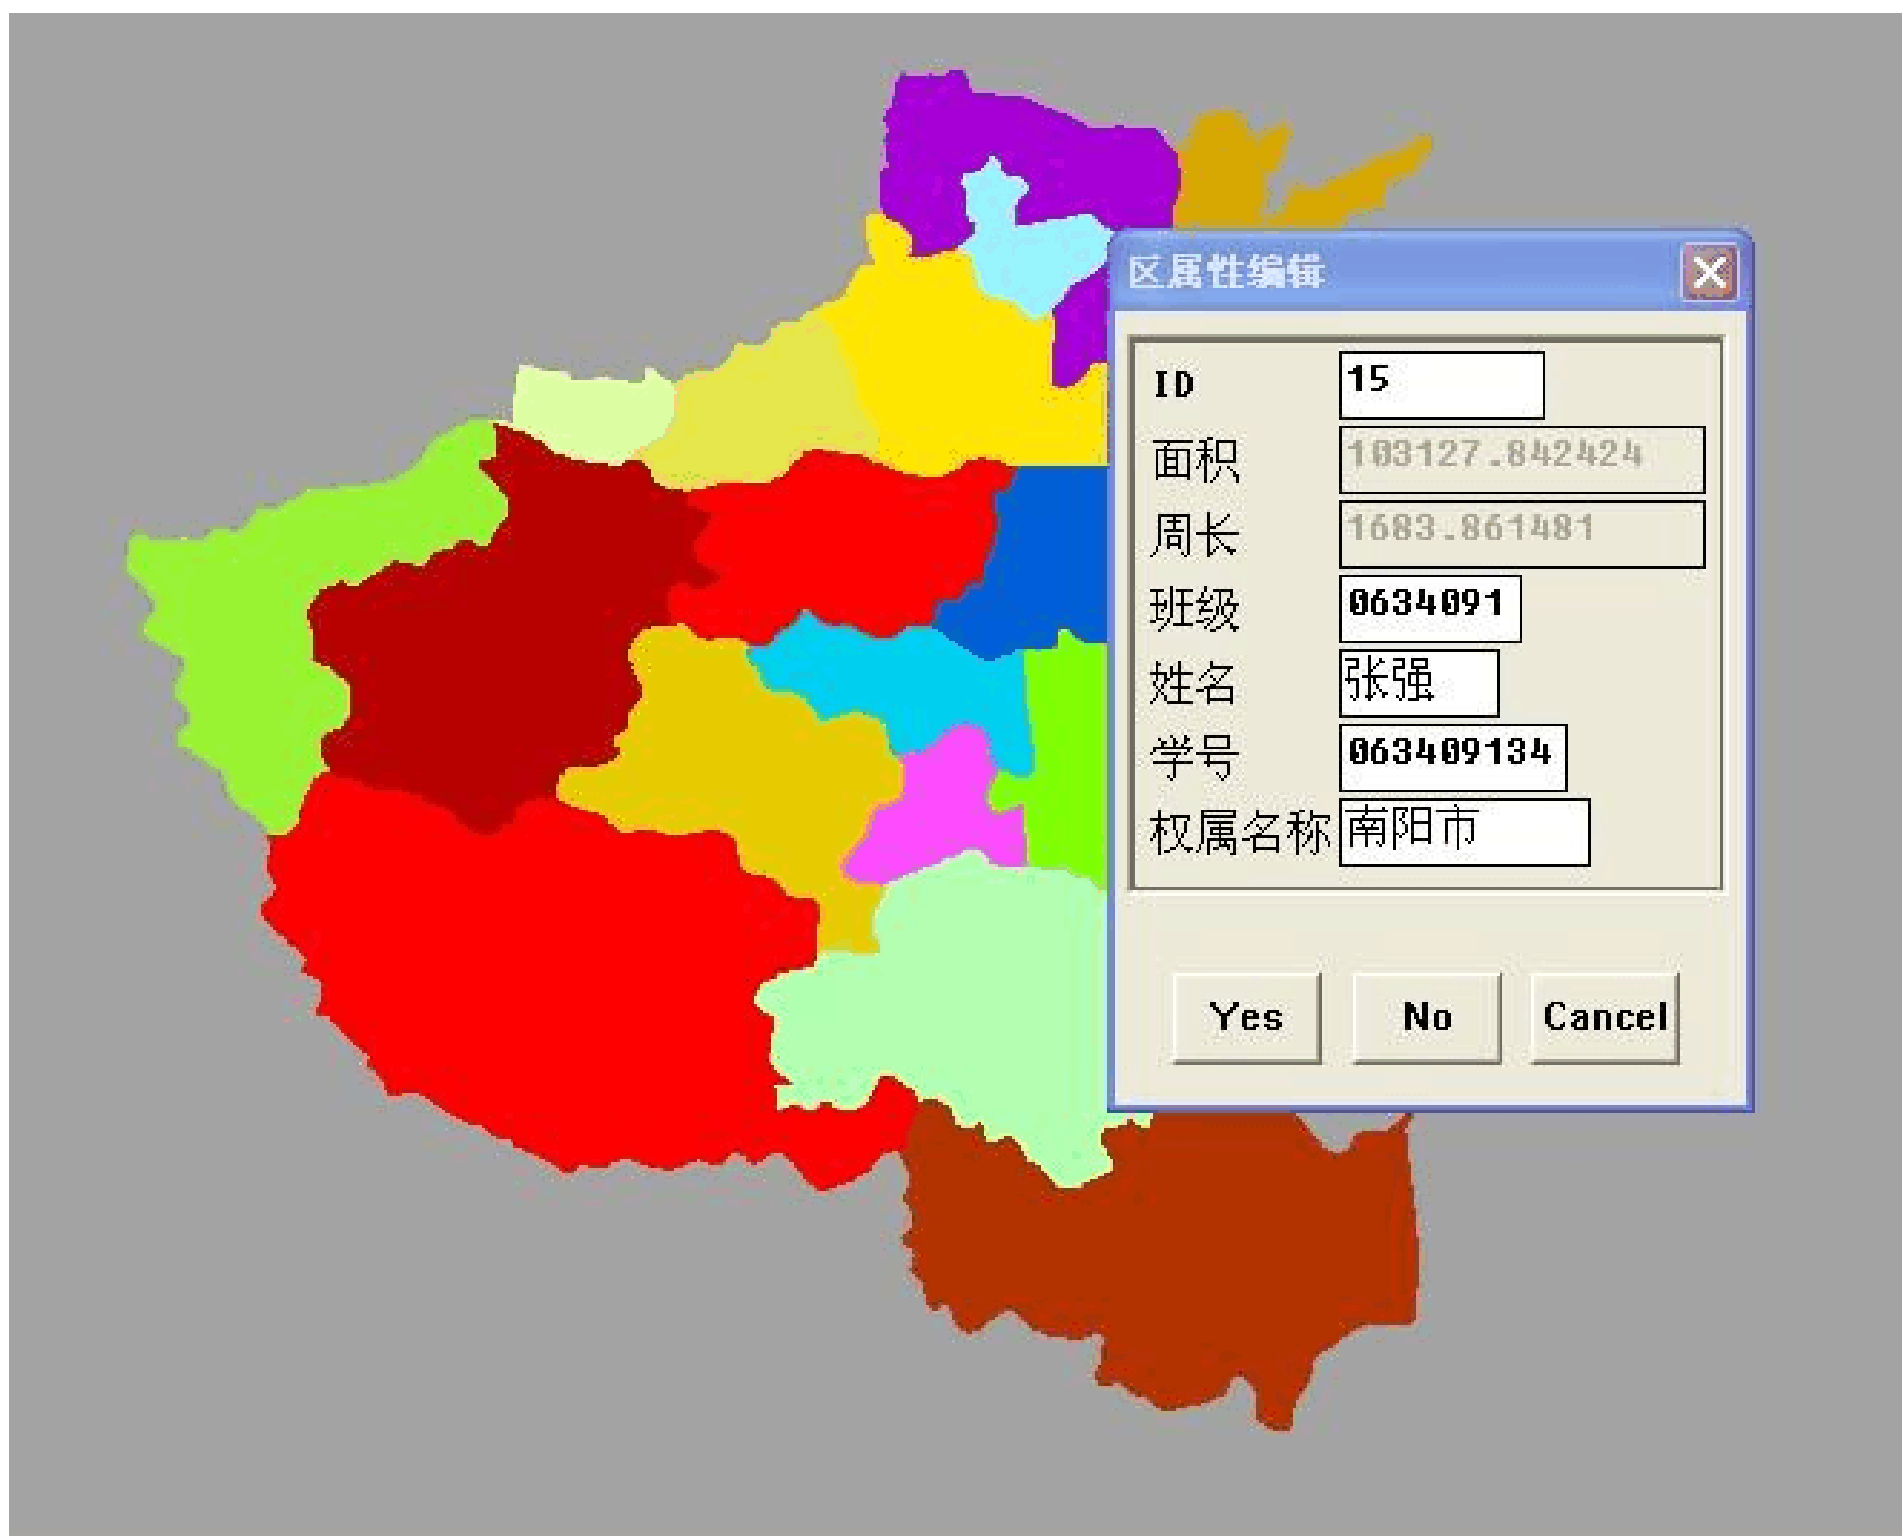 区属性编辑
ID 15
面积 103127.842424
周长 1683.861481
班级 0634091
姓名 张强
学号 063409134
权属名称 南阳市
Yes No Cancel